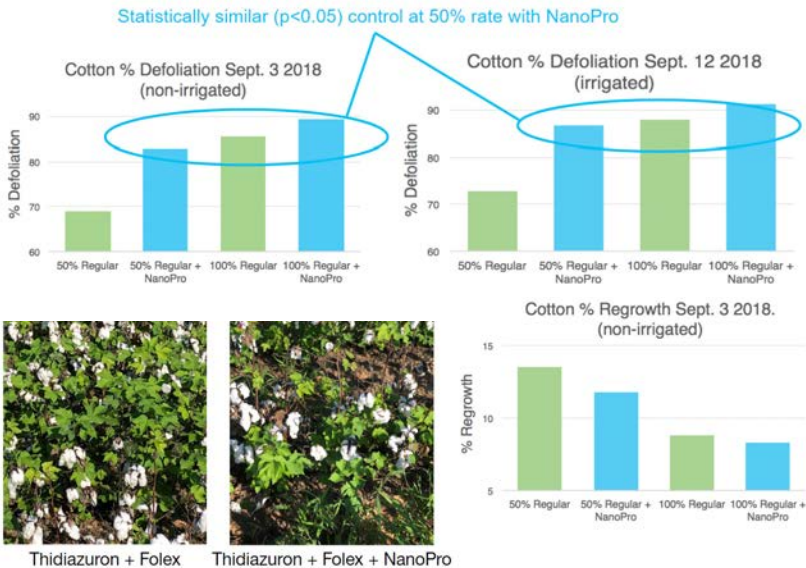 Statistically similar (p<0.05) control at 50% rate with NanoPro
Cotton % Defoliation Sept. 3 2018
(non-irrigated)
% Defoliation
90
80
70
60
50% Regular
50% Regular +
NanoPro
100% Regular
100% Regular +
NanoPro
Cotton % Defoliation Sept. 12 2018
(irrigated)
% Defoliation
90
80
70
60
50% Regular
50% Regular +
NanoPro
100% Regular
100% Regular +
NanoPro
Cotton % Regrowth Sept. 3 2018.
(non-irrigated)
% Regrowth
15
10
5
50% Regular
50% Regular +
NanoPro
100% Regular
100% Regular +
NanoPro
Thidiazuron + Folex
Thidiazuron + Folex + NanoPro